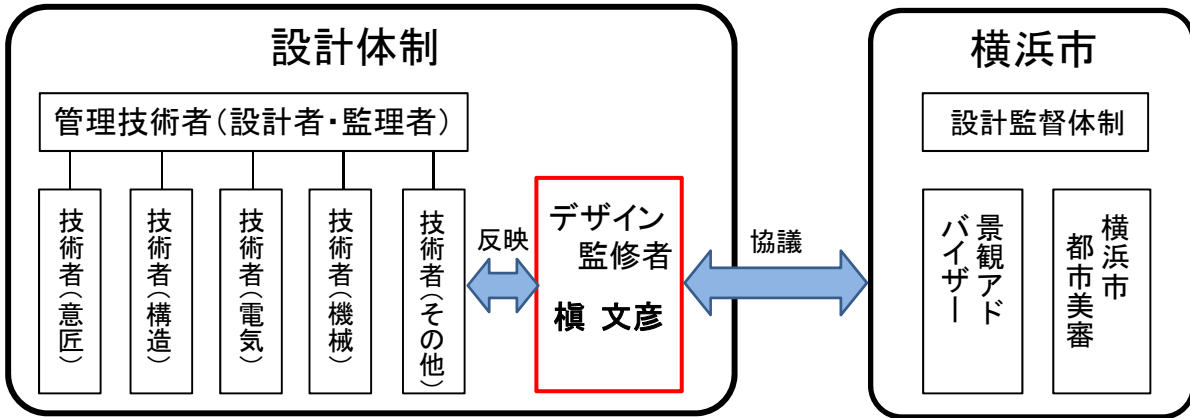 設計体制
管理技術者(設計者・監理者)
技術者(意匠)
技術者(構造)
技術者(電気)
技術者(機械)
技術者(その他)
反映
デザイン
監修者
槇 文彦
協議
横浜市
設計監督体制
景観アド
バイザー
横浜市
都市美審